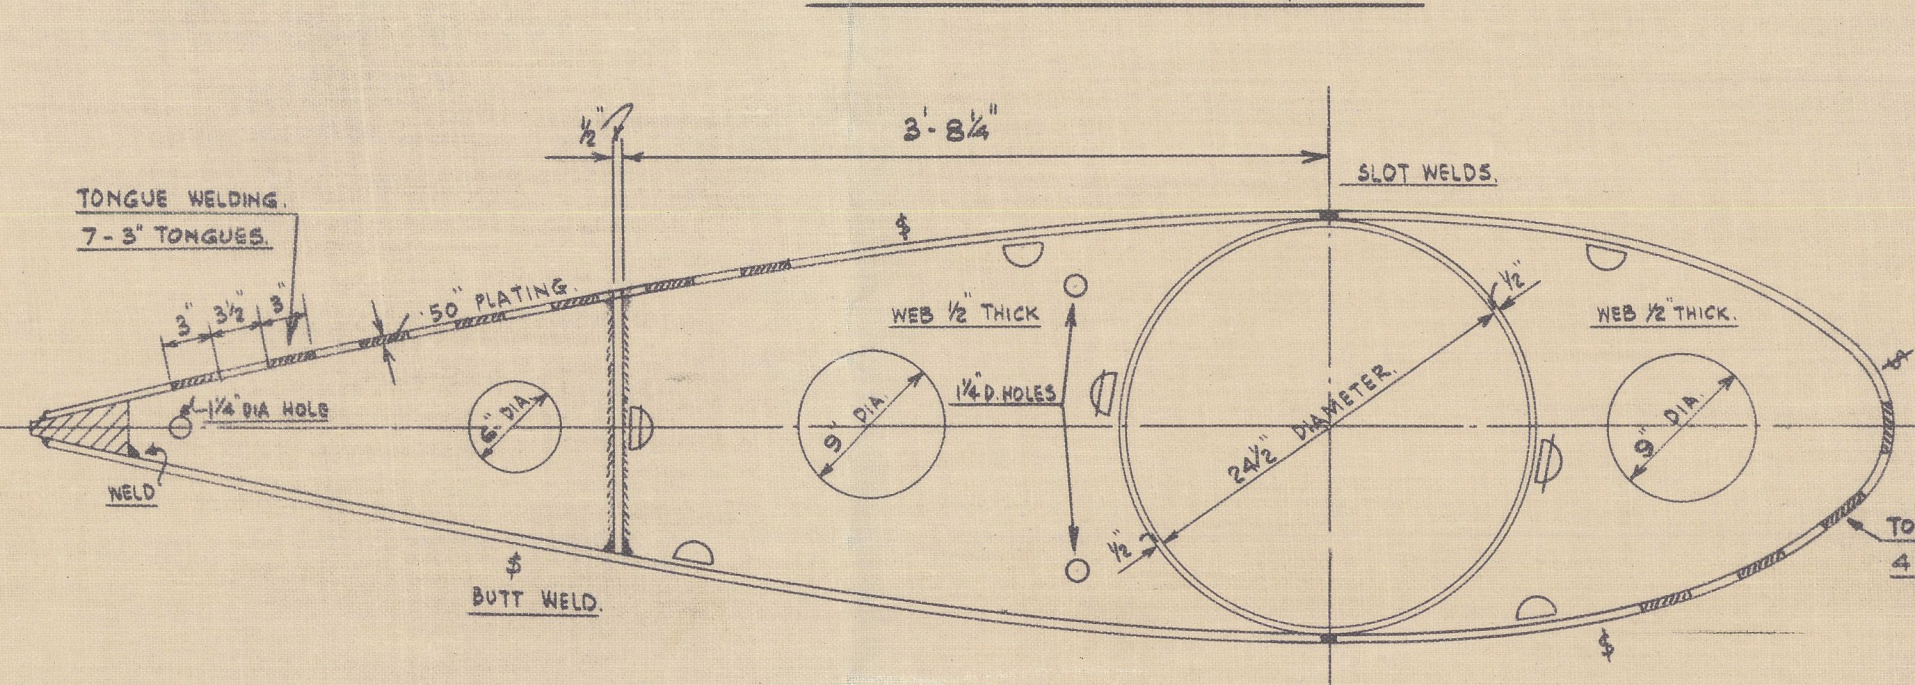 ½"
3'-8¼"
SLOT WELDS.
TONGUE WELDING.
7-3" TONGUES.
$
3"
3½"
3"
.50" PLATING.
WEB ½" THICK
½"
WEB ½" THICK.
1¼" DIA HOLE
6" DIA.
9" DIA.
1¼" D. HOLES
24½" DIAMETER.
9" DIA.
$
WELD
½"
TO
4
$
BUTT WELD.
$